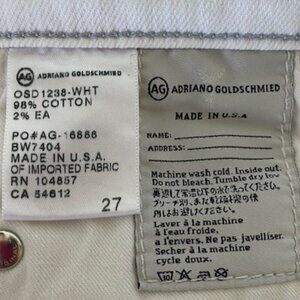 AG ADRIANO GOLDSCHMIED
OSD1238-WHT
98% COTTON
2% EA
PO#AG-16886
BW7404
MADE IN U.S.A.
OF IMPORTED FABRIC
RN 104857
CA 54612
27
AG ADRIANO GOLDSCHMIED
MADE IN U.S.A
NAME:
ADDRESS:
Machine wash cold. Inside out.
Do not bleach. Tumble dry low
Laver à la machine
à l'eau froide,
a l'envers. Ne pas javelliser.
Secher à la machine
cycle doux.